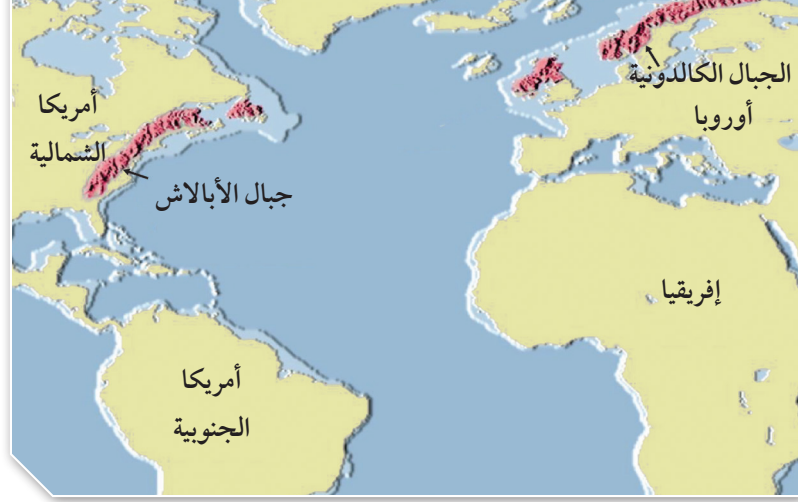 الجبال الكالدونية
أوروبا
أمريكا
الشمالية
جبال الأبالاش
إفريقيا
أمريكا
الجنوبية